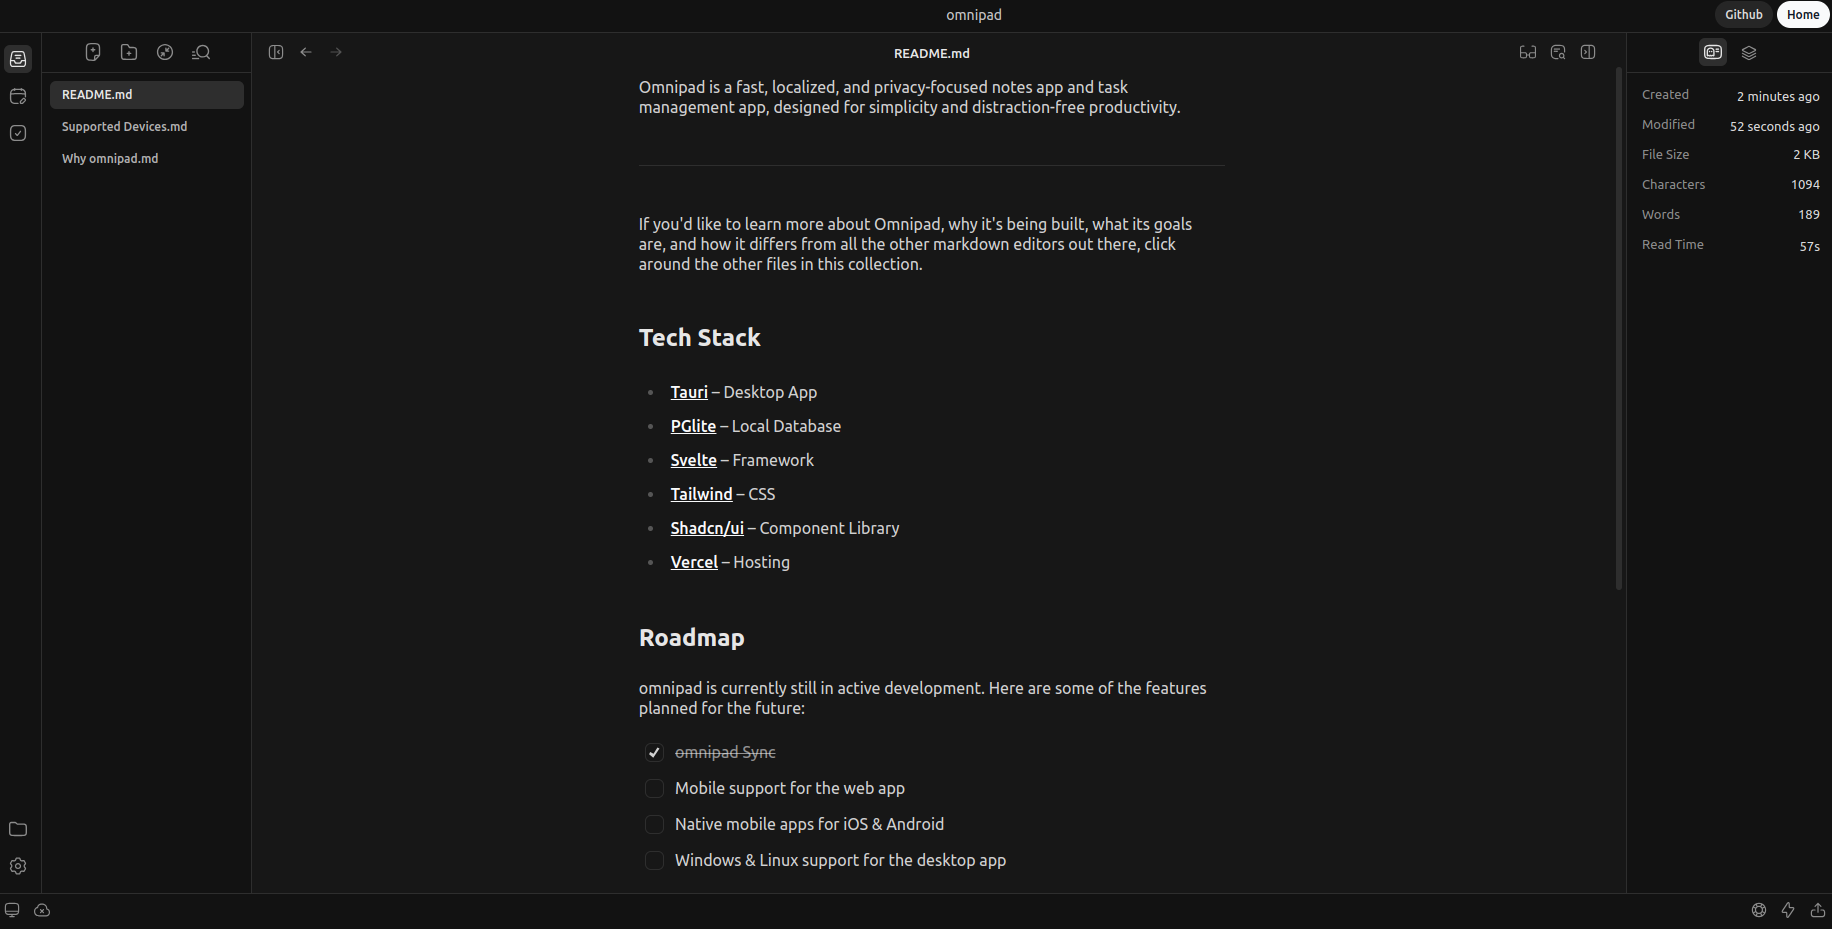 omnipad
Github
Home
README.md
Supported Devices.md
Why omnipad.md
README.md
Omnipad is a fast, localized, and privacy-focused notes app and task
management app, designed for simplicity and distraction-free productivity.
If you'd like to learn more about Omnipad, why it's being built, what its goals
are, and how it differs from all the other markdown editors out there, click
around the other files in this collection.
Tech Stack
Tauri – Desktop App
PGlite – Local Database
Svelte – Framework
Tailwind – CSS
Shadcn/ui – Component Library
Vercel – Hosting
Roadmap
omnipad is currently still in active development. Here are some of the features
planned for the future:
omnipad Sync
Mobile support for the web app
Native mobile apps for iOS & Android
Windows & Linux support for the desktop app
Created 2 minutes ago
Modified 52 seconds ago
File Size 2 KB
Characters 1094
Words 189
Read Time 57s